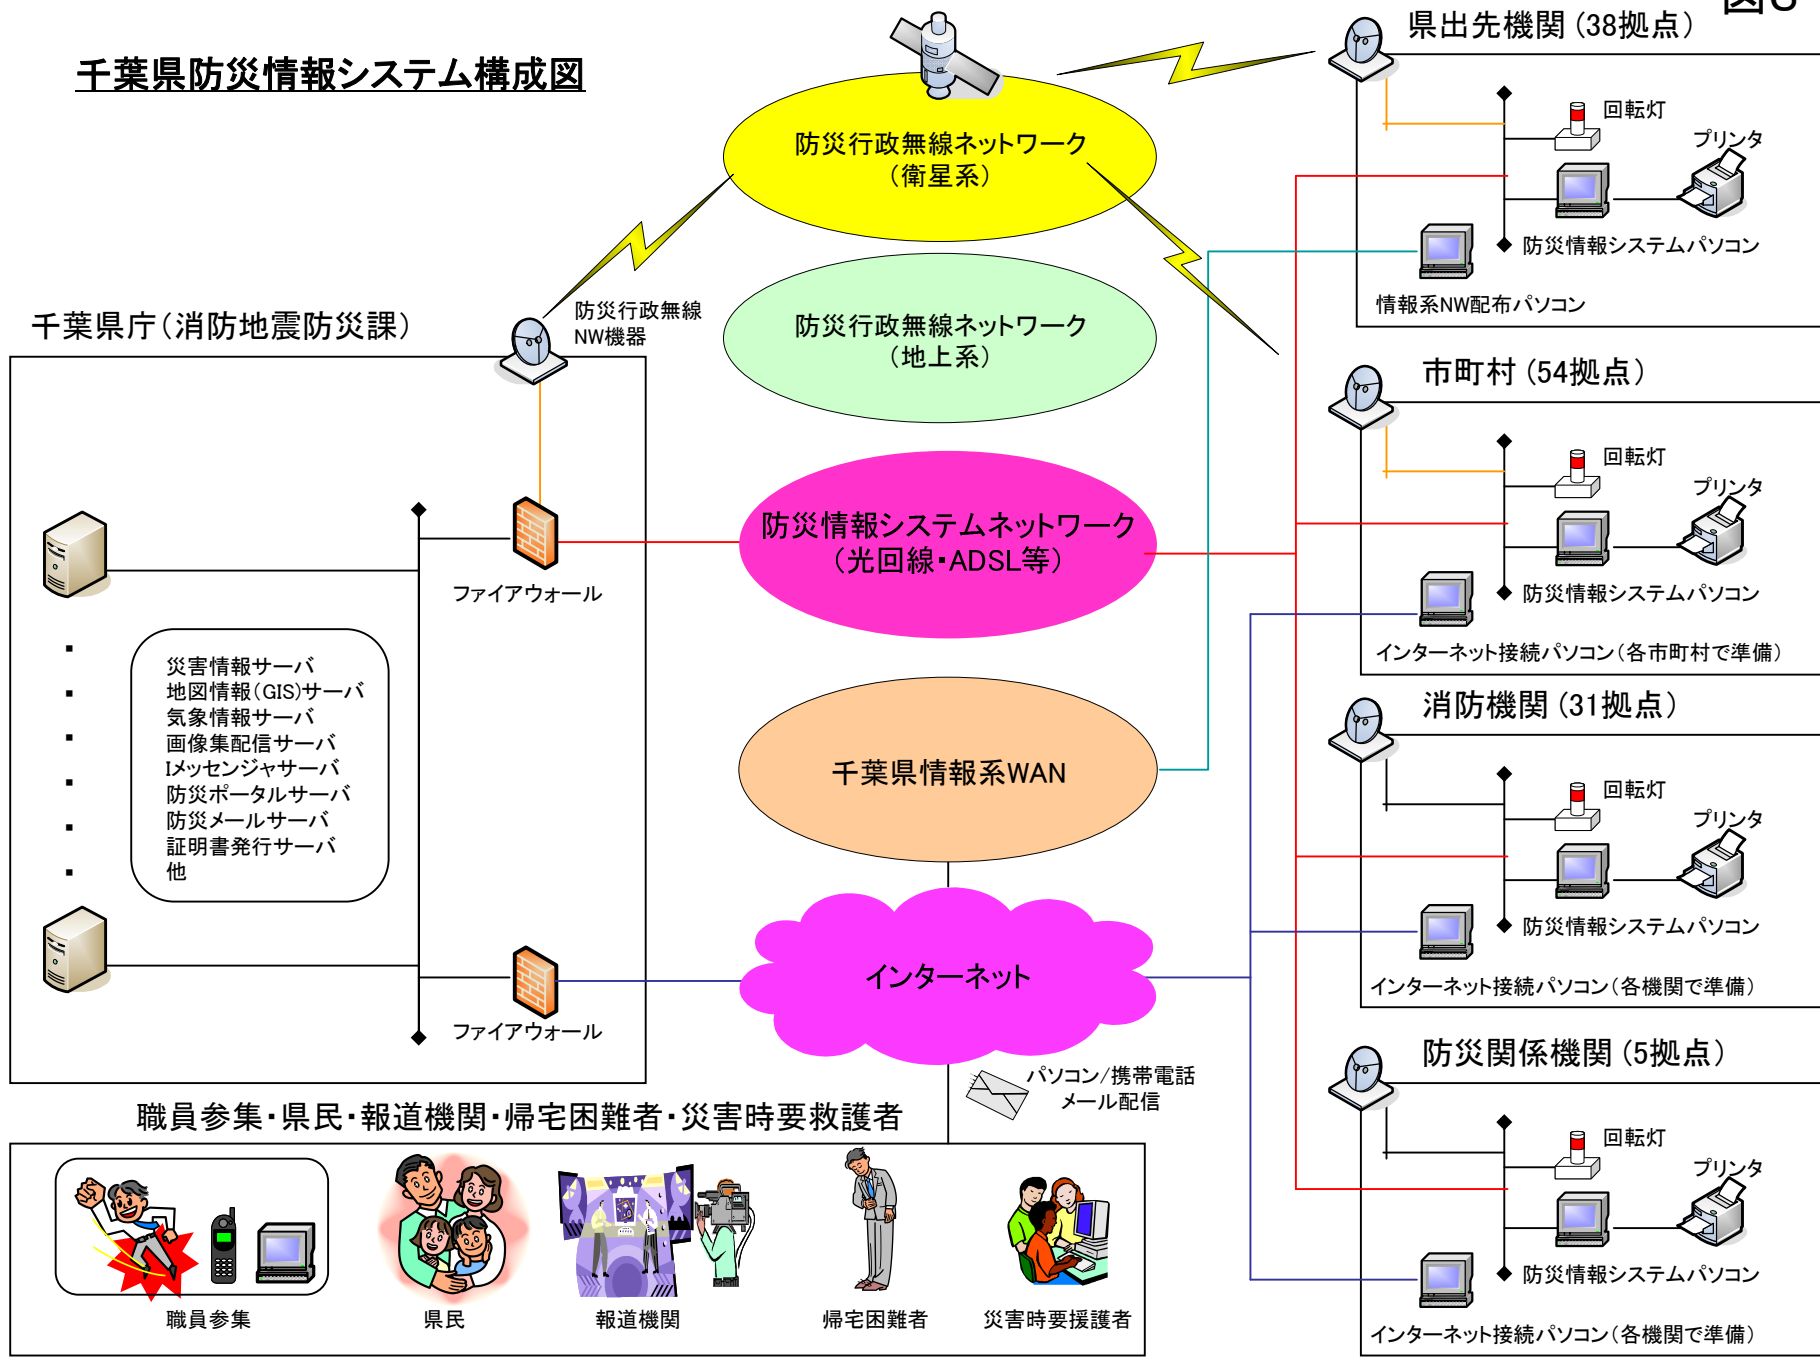 千葉県防災情報システム構成図
防災行政無線ネットワーク
（衛星系）
防災行政無線ネットワーク
（地上系）
防災情報システムネットワーク
（光回線・ADSL等）
千葉県情報系WAN
インターネット
パソコン/携帯電話
メール配信
千葉県庁（消防地震防災課）
防災行政無線
NW機器
ファイアウォール
災害情報サーバ
地図情報（GIS)サーバ
気象情報サーバ
画像集配信サーバ
Iメッセンジャサーバ
防災ポータルサーバ
防災メールサーバ
証明書発行サーバ
他
ファイアウォール
職員参集・県民・報道機関・帰宅困難者・災害時要救護者
職員参集
県民
報道機関
帰宅困難者
災害時要援護者
県出先機関 (38拠点）
回転灯
プリンタ
防災情報システムパソコン
情報系NW配布パソコン
市町村 (54拠点）
回転灯
プリンタ
防災情報システムパソコン
インターネット接続パソコン（各市町村で準備）
消防機関 (31拠点）
回転灯
プリンタ
防災情報システムパソコン
インターネット接続パソコン（各機関で準備）
防災関係機関 (5拠点）
回転灯
プリンタ
防災情報システムパソコン
インターネット接続パソコン（各機関で準備）